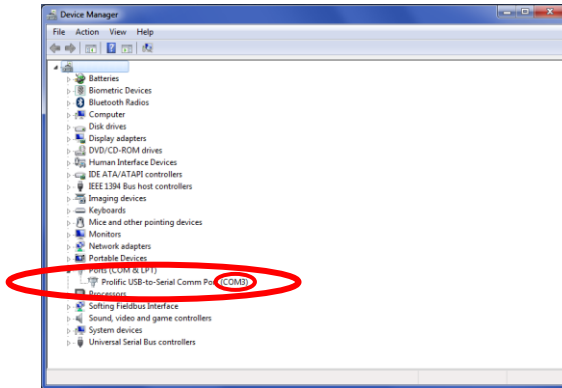 Device Manager
File Action View Help
Batteries
Biometric Devices
Bluetooth Radios
Computer
Disk drives
Display adapters
DVD/CD-ROM drives
Human Interface Devices
IDE ATA/ATAPI controllers
IEEE 1394 Bus host controllers
Imaging devices
Keyboards
Mice and other pointing devices
Monitors
Network adapters
Portable Devices
Ports (COM & LPT)
Prolific USB-to-Serial Comm Port (COM3)
Processors
Softing Fieldbus Interface
Sound, video and game controllers
System devices
Universal Serial Bus controllers